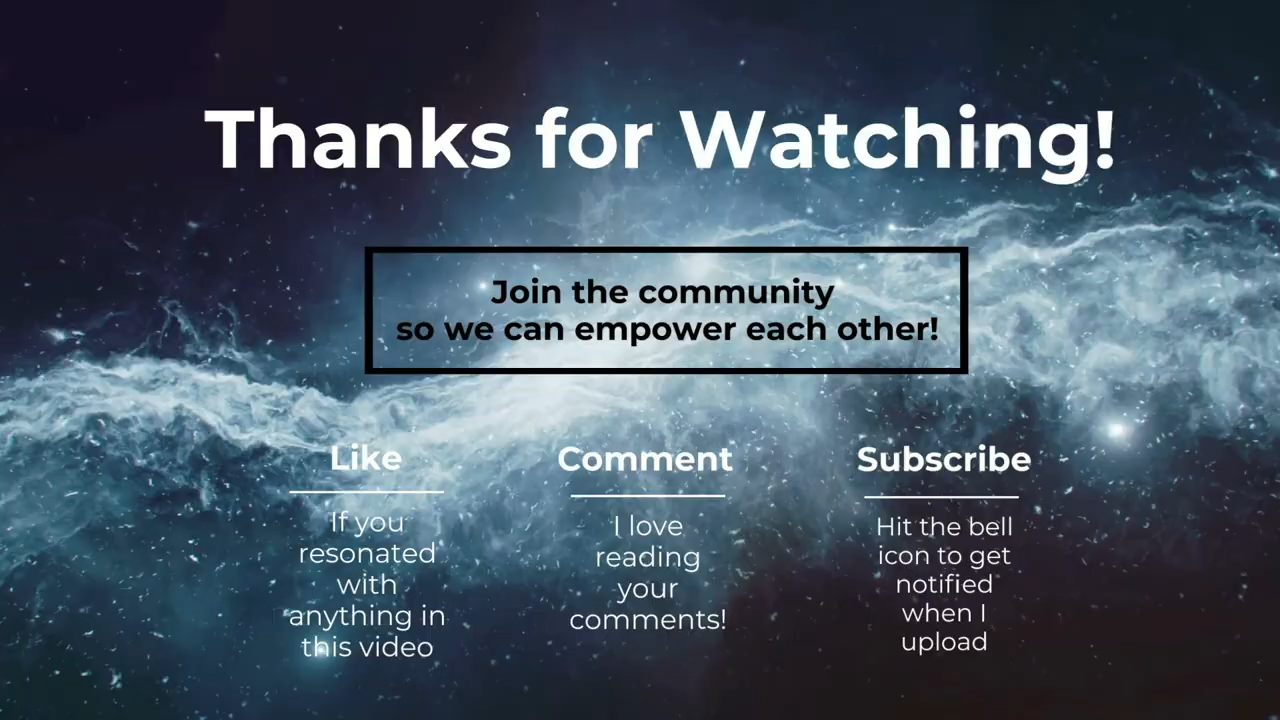 Thanks for Watching!
Join the community
so we can empower each other!
Like
If you
resonated
with
anything in
this video
Comment
I love
reading
your
comments!
Subscribe
Hit the bell
icon to get
notified
when I
upload